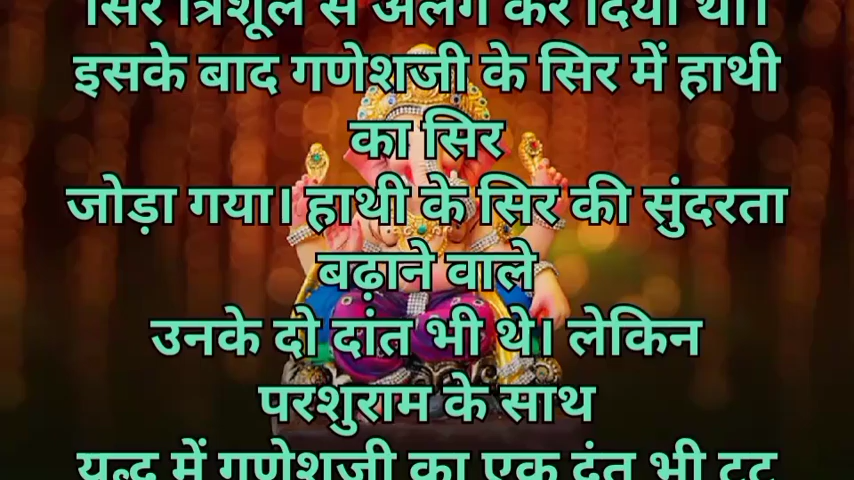 सिर त्रिशूल से अलग कर दिया था।
इसके बाद गणेशजी के सिर में हाथी
का सिर
जोड़ा गया। हाथी के सिर की सुंदरता
बढ़ाने वाले
उनके दो दांत भी थे। लेकिन
परशुराम के साथ
युद्ध में गणेशजी का एक दंत भी टूट